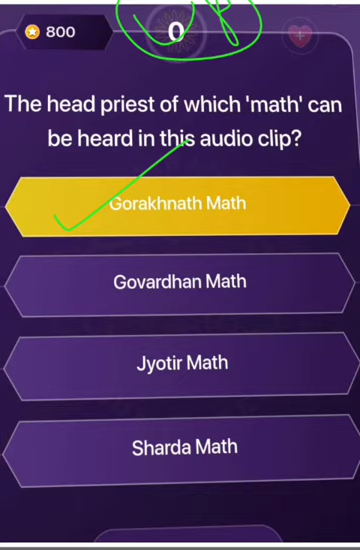 800
0
The head priest of which 'math' can
be heard in this audio clip?
Gorakhnath Math
Govardhan Math
Jyotir Math
Sharda Math